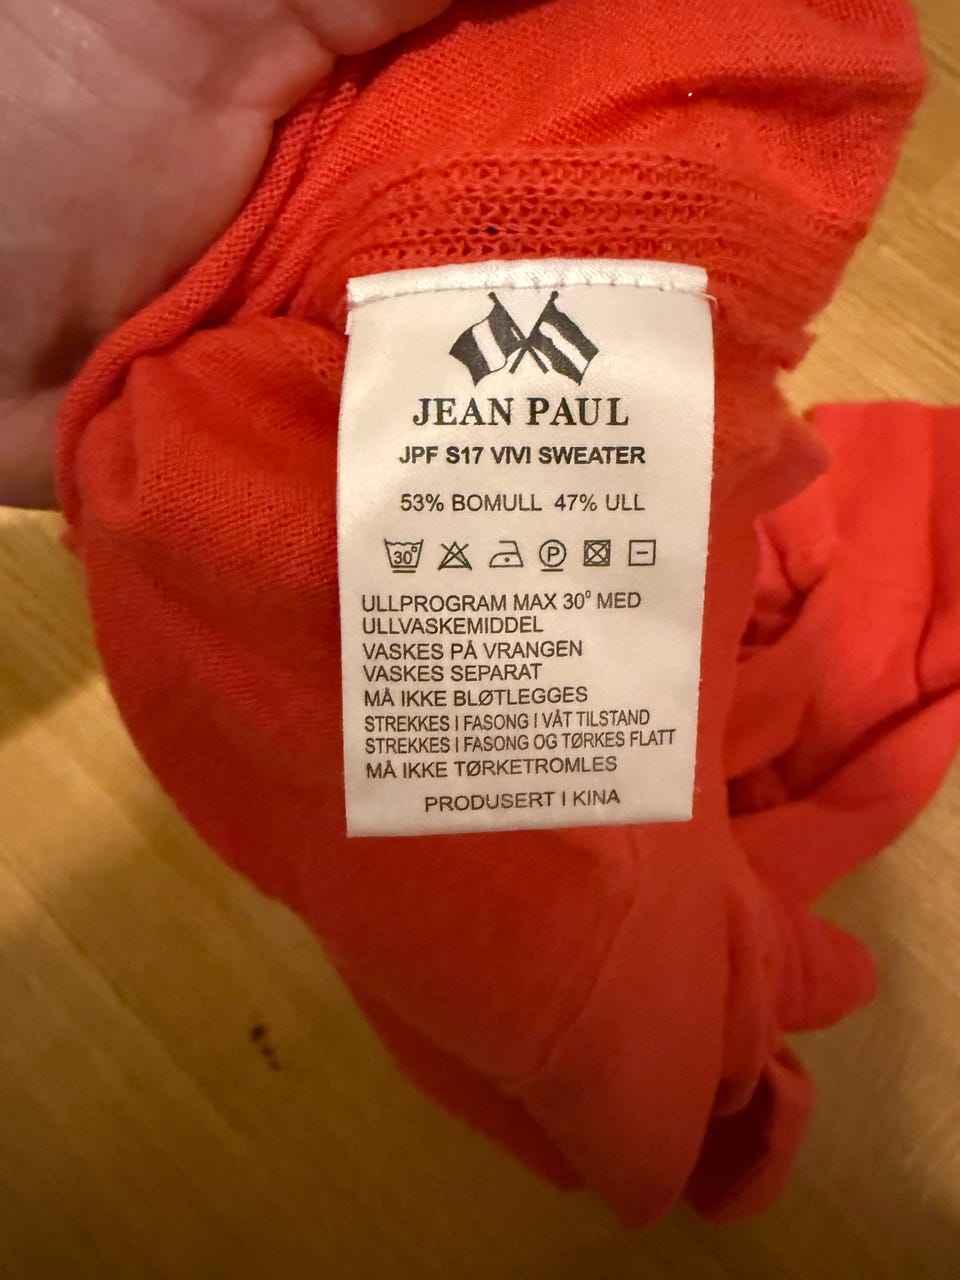 JEAN PAUL
JPF S17 VIVI SWEATER
53% BOMULL 47% ULL
30° P
ULLPROGRAM MAX 30° MED
ULLVASKEMIDDEL
VASKES PÅ VRANGEN
VASKES SEPARAT
MÅ IKKE BLØTLEGGES
STREKKES I FASONG I VÅT TILSTAND
STREKKES I FASONG OG TØRKES FLATT
MÅ IKKE TØRKETROMLES
PRODUSERT I KINA